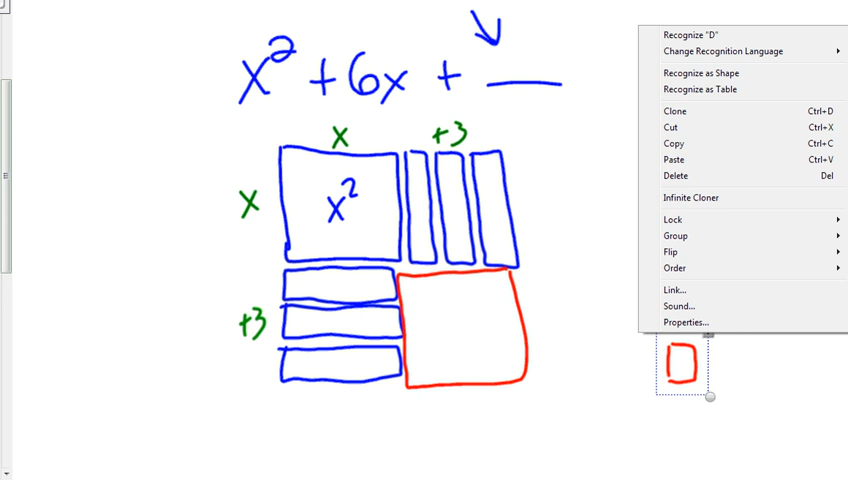 x² + 6x + __
x +3
x x²
+3
Recognize "D"
Change Recognition Language
Recognize as Shape
Recognize as Table
Clone Ctrl+D
Cut Ctrl+X
Copy Ctrl+C
Paste Ctrl+V
Delete Del
Infinite Cloner
Lock
Group
Flip
Order
Link...
Sound...
Properties...